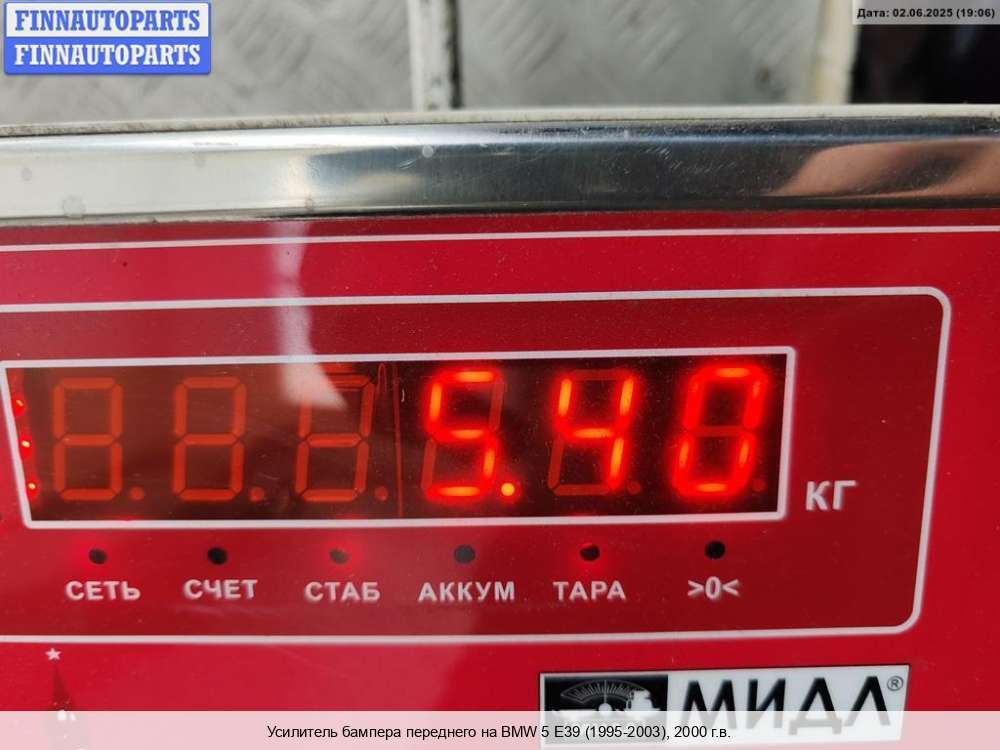 FINNAUTOPARTS
FINNAUTOPARTS
Дата: 02.06.2025 (19:06)
5.40
КГ
СЕТЬ СЧЕТ СТАБ АККУМ ТАРА >0<
МИДЛ®
Усилитель бампера переднего на BMW 5 E39 (1995-2003), 2000 г.в.